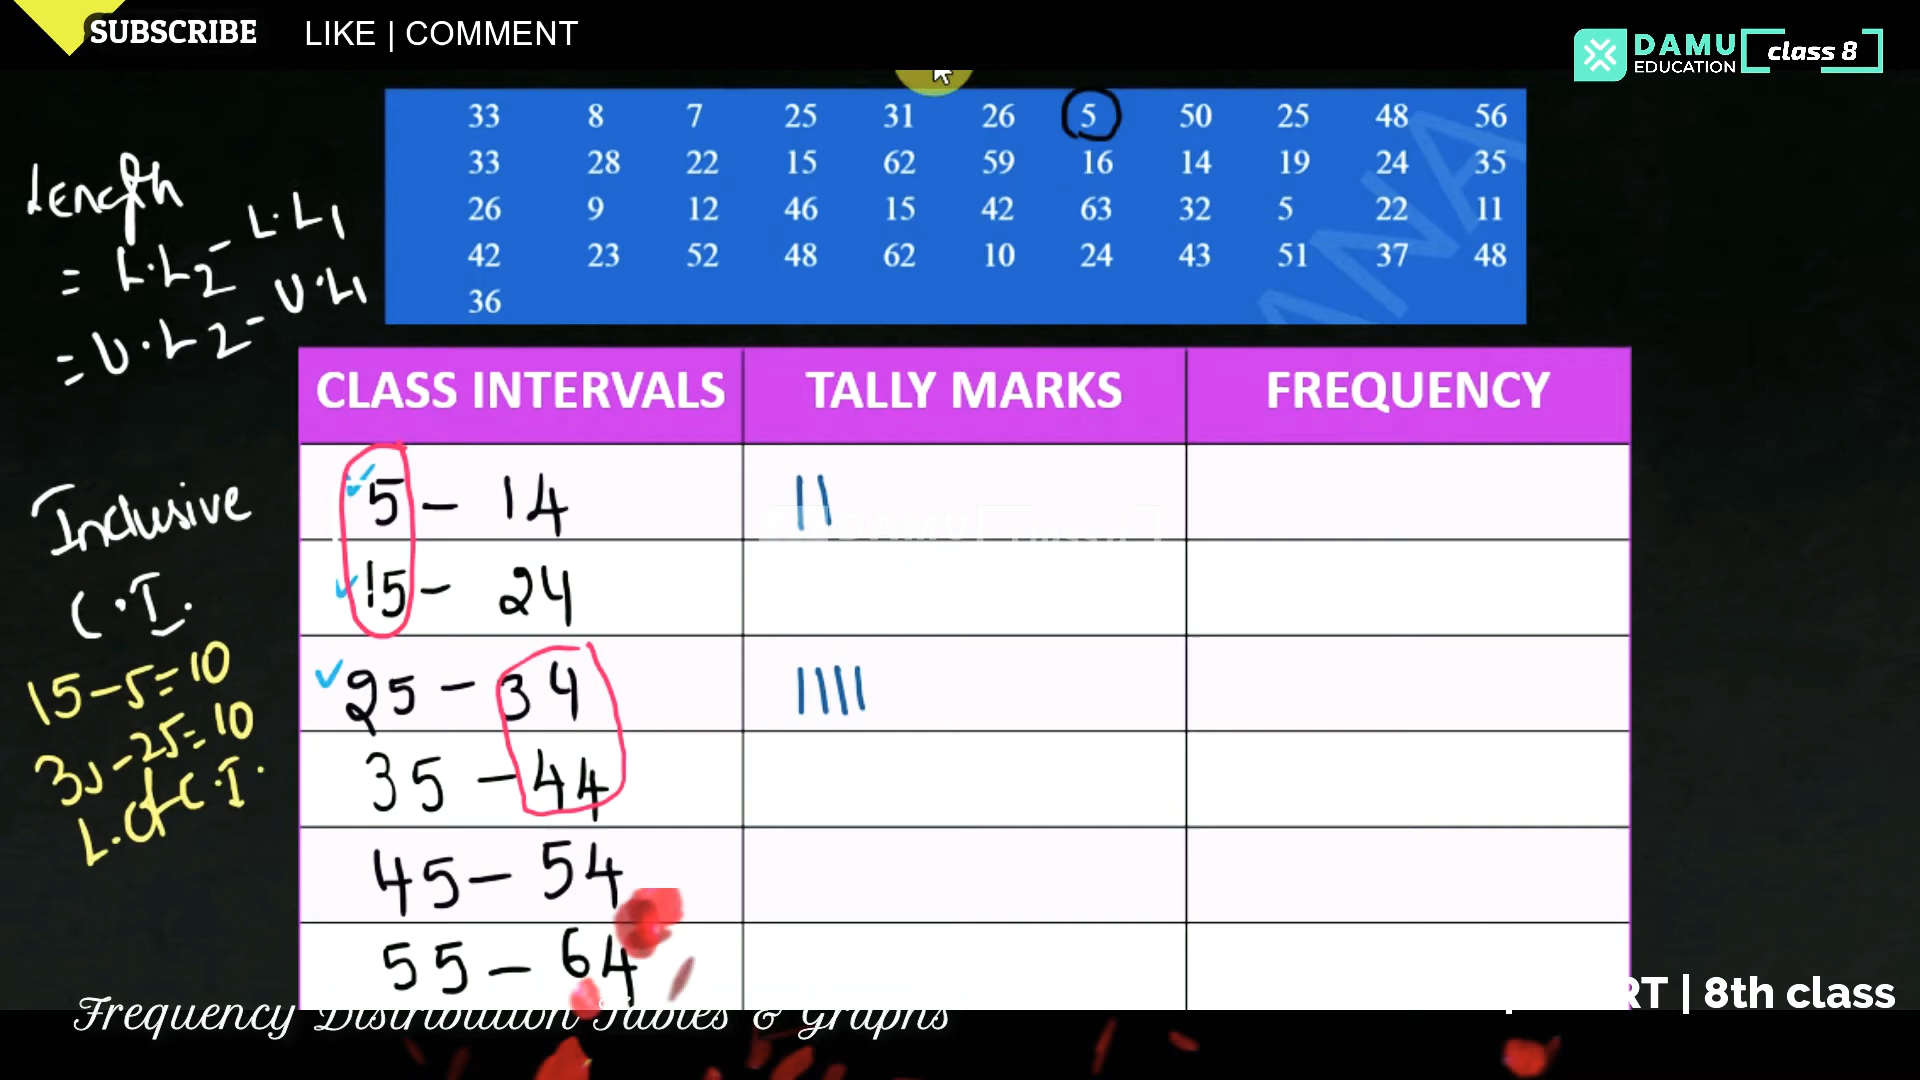 SUBSCRIBE LIKE | COMMENT
DAMU EDUCATION class 8
33 8 7 25 31 26 5 50 25 48 56
33 28 22 15 62 59 16 14 19 24 35
26 9 12 46 15 42 63 32 5 22 11
42 23 52 48 62 10 24 43 51 37 48
36
Length
= L.L2 - L.L1
= U.L2 - U.L1
Inclusive
C.I.
15-5=10
35-25=10
L.of C.I.
CLASS INTERVALS TALLY MARKS FREQUENCY
5 - 14 ||
15 - 24
25 - 34 ||||
35 - 44
45 - 54
55 - 64
RT | 8th class
Frequency Distribution Tables & Graphs